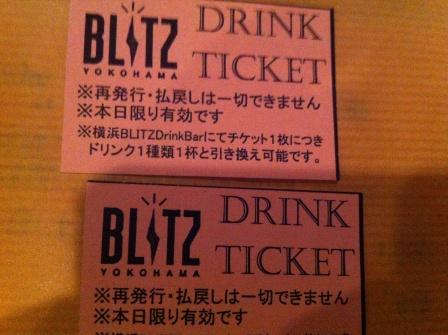 BLITZ DRINK
YOKOHAMA TICKET
※再発行・払戻しは一切できません
※本日限り有効です
※横浜BLITZDrinkBarにてチケット1枚につき
ドリンク1種類1杯と引き換え可能です。
BLITZ DRINK
YOKOHAMA TICKET
※再発行・払戻しは一切できません
※本日限り有効です